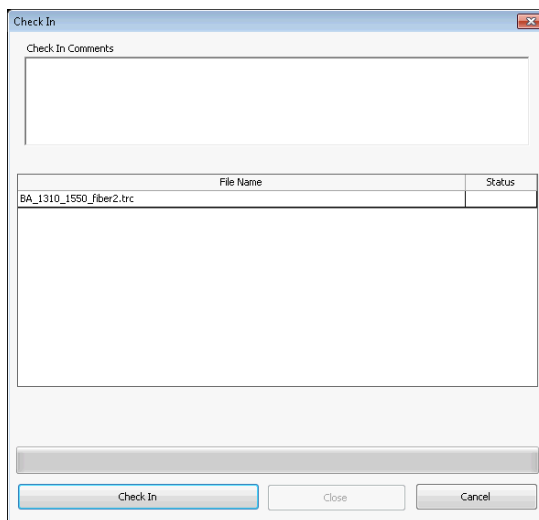 Check In
Check In Comments
File Name Status
BA_1310_1550_fiber2.trc
Check In Close Cancel